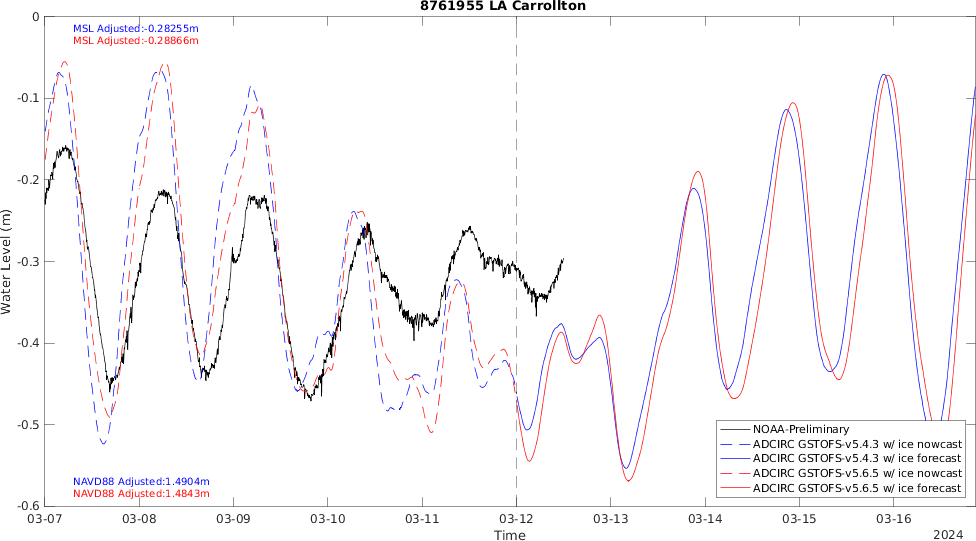 8761955 LA Carrollton
MSL Adjusted:-0.28255m
MSL Adjusted:-0.28866m
0
-0.1
-0.2
-0.3
-0.4
-0.5
-0.6
Water Level (m)
NAVD88 Adjusted:1.4904m
NAVD88 Adjusted:1.4843m
NOAA-Preliminary
ADCIRC GSTOFS-v5.4.3 w/ ice nowcast
ADCIRC GSTOFS-v5.4.3 w/ ice forecast
ADCIRC GSTOFS-v5.6.5 w/ ice nowcast
ADCIRC GSTOFS-v5.6.5 w/ ice forecast
03-07 03-08 03-09 03-10 03-11 03-12 03-13 03-14 03-15 03-16
Time
2024